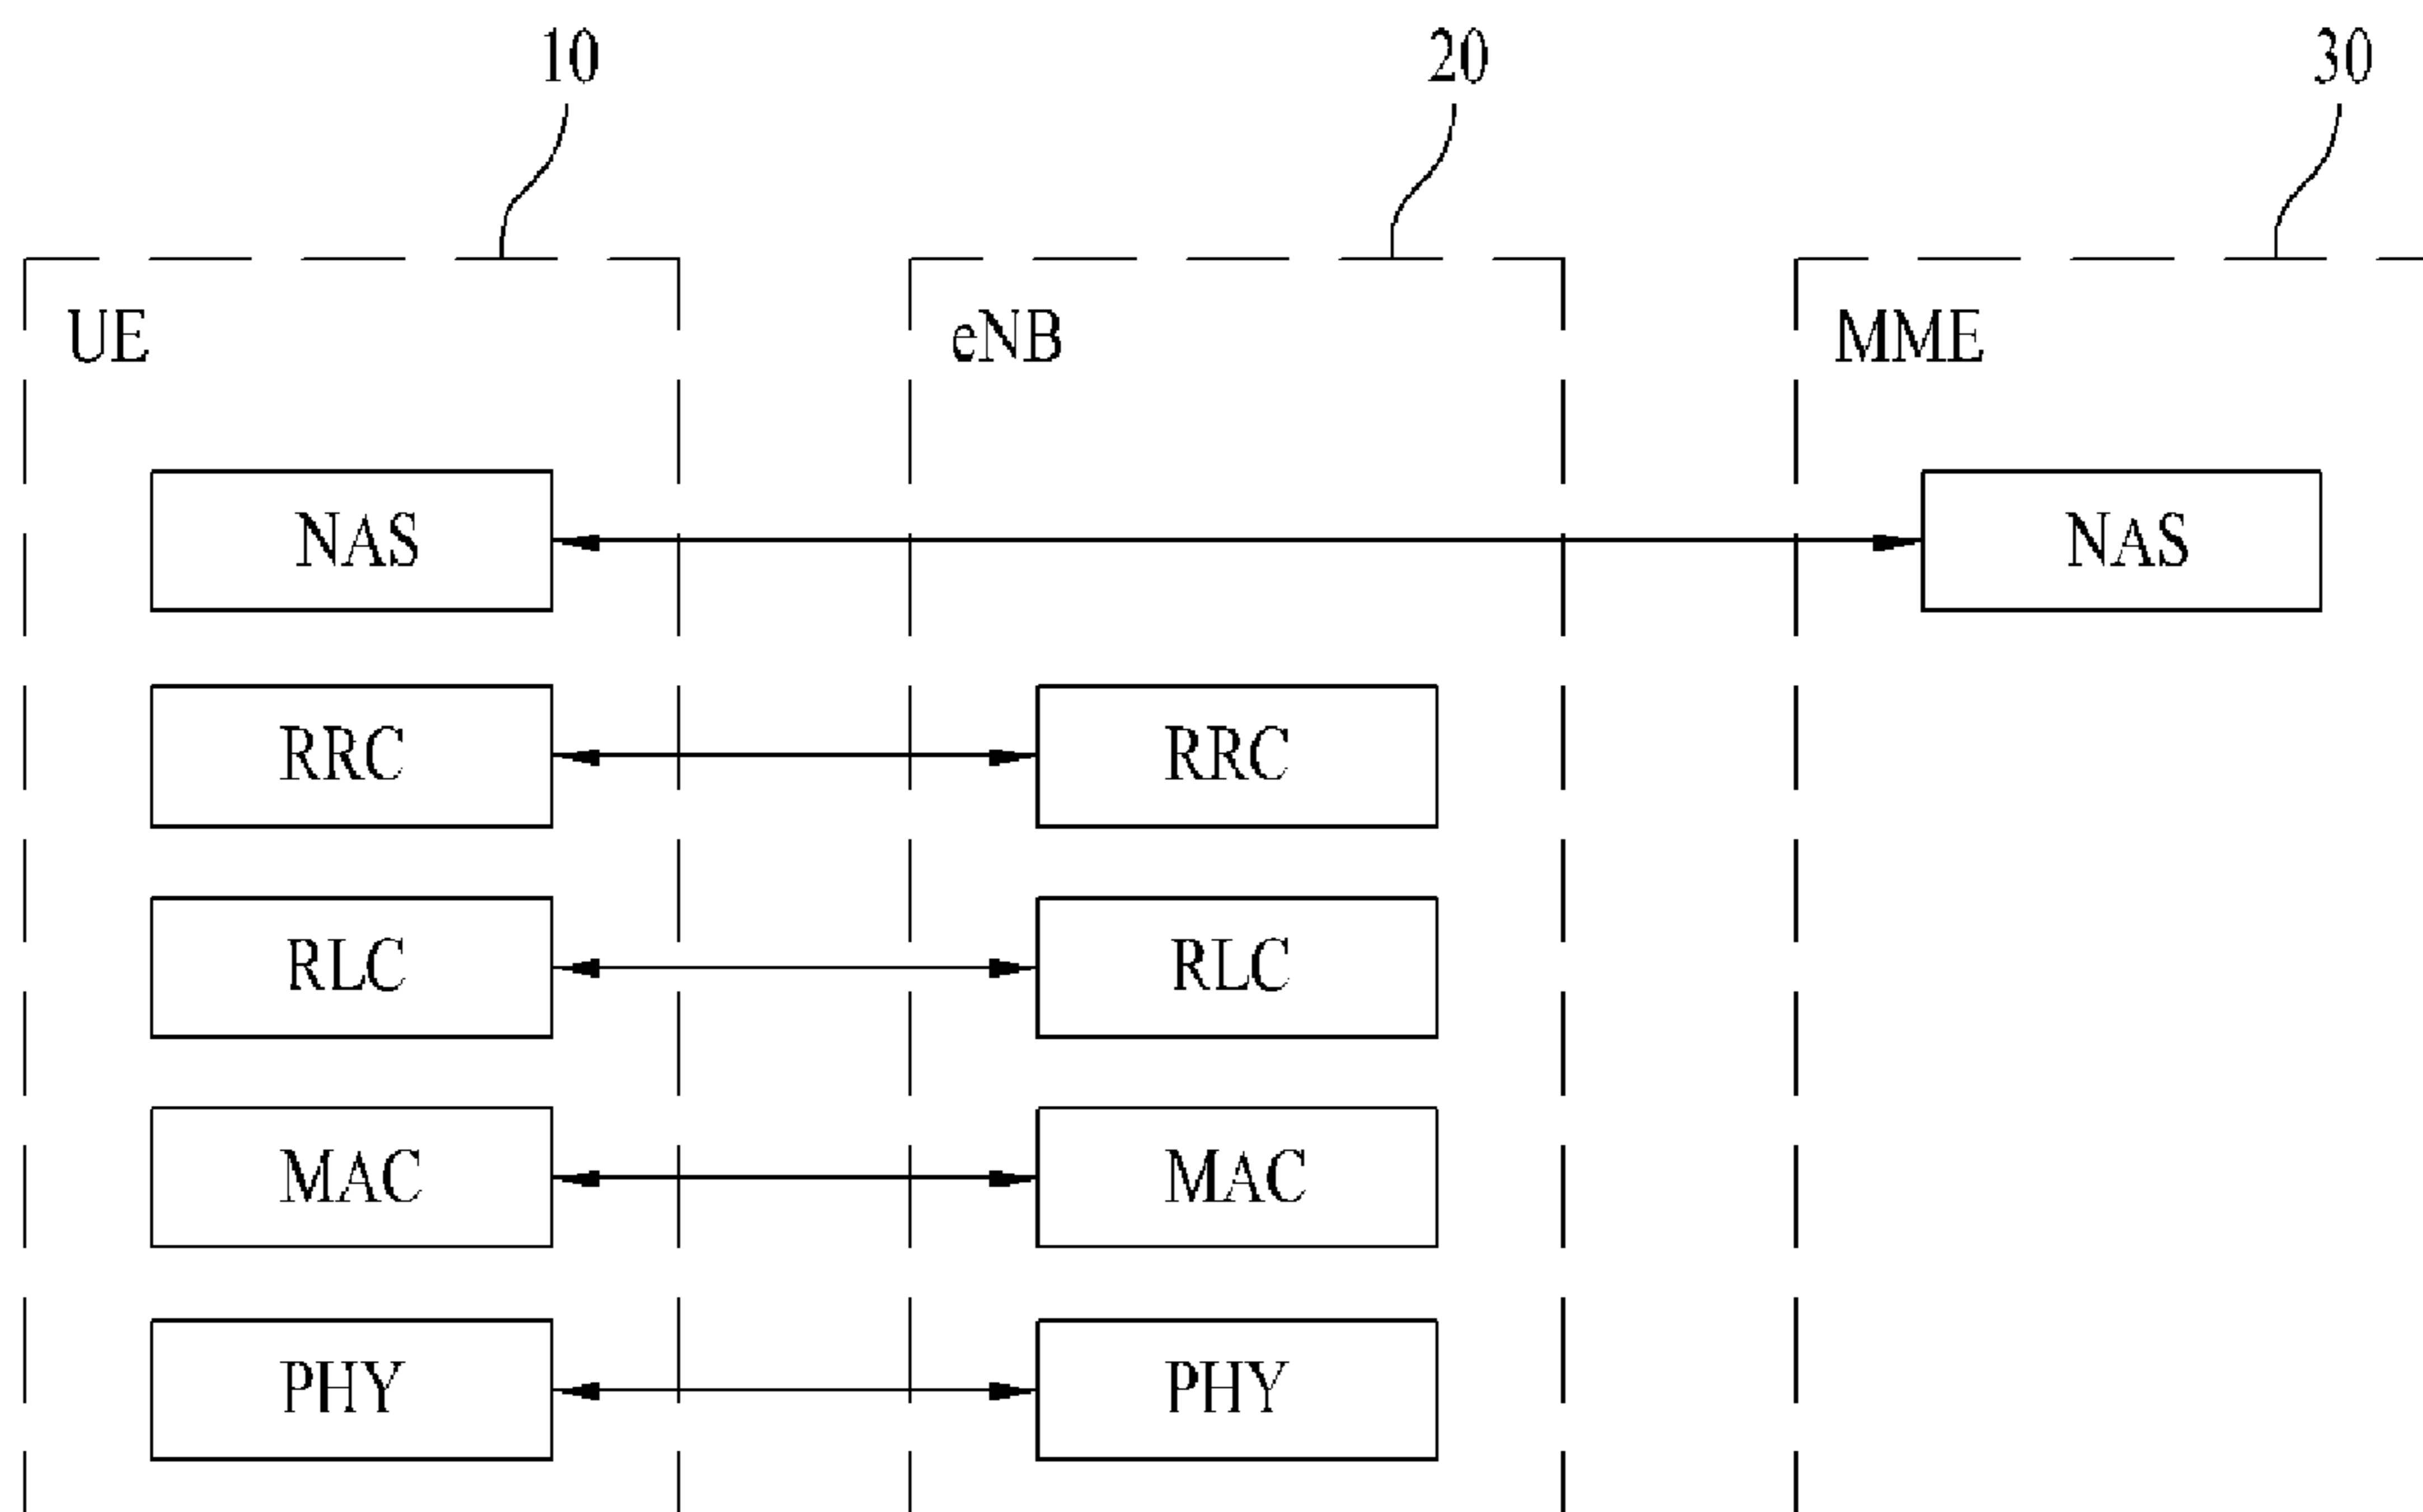 10 20 30
UE eNB MME
NAS NAS
RRC RRC
RLC RLC
MAC MAC
PHY PHY